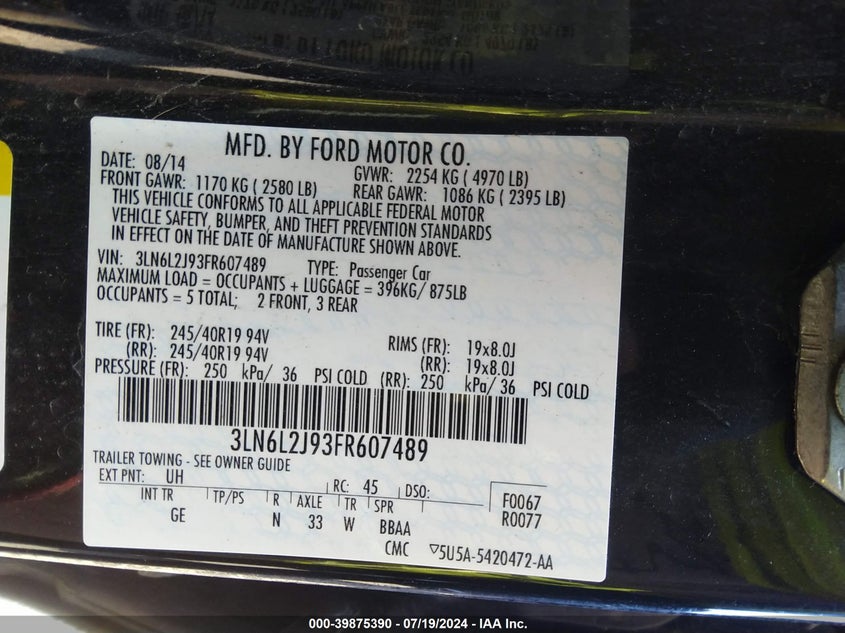 MFD. BY FORD MOTOR CO.
DATE: 08/14 GVWR: 2254 KG ( 4970 LB)
FRONT GAWR: 1170 KG ( 2580 LB) REAR GAWR: 1086 KG ( 2395 LB)
THIS VEHICLE CONFORMS TO ALL APPLICABLE FEDERAL MOTOR
VEHICLE SAFETY, BUMPER, AND THEFT PREVENTION STANDARDS
IN EFFECT ON THE DATE OF MANUFACTURE SHOWN ABOVE.
VIN: 3LN6L2J93FR607489 TYPE: Passenger Car
MAXIMUM LOAD = OCCUPANTS + LUGGAGE = 396KG/ 875LB
OCCUPANTS = 5 TOTAL; 2 FRONT, 3 REAR
TIRE (FR): 245/40R19 94V RIMS (FR): 19x8.0J
(RR): 245/40R19 94V (RR): 19x8.0J
PRESSURE (FR): 250 kPa/ 36 PSI COLD (RR): 250 kPa/ 36 PSI COLD
3LN6L2J93FR607489
TRAILER TOWING - SEE OWNER GUIDE
EXT PNT: UH RC: 45 DSO: F0067
INT TR TP/PS R AXLE TR SPR R0077
GE N 33 W BBAA
CMC ▽5U5A-5420472-AA
000-39875390 - 07/19/2024 - IAA Inc.